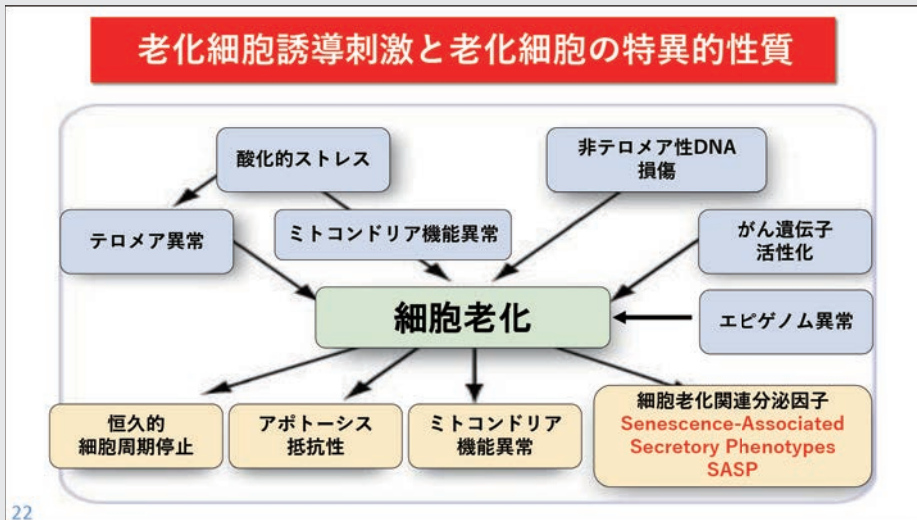 老化細胞誘導刺激と老化細胞の特異的性質
酸化的ストレス
非テロメア性DNA
損傷
テロメア異常
ミトコンドリア機能異常
がん遺伝子
活性化
細胞老化
エピゲノム異常
恒久的
細胞周期停止
アポトーシス
抵抗性
ミトコンドリア
機能異常
細胞老化関連分泌因子
Senescence-Associated
Secretory Phenotypes
SASP
22